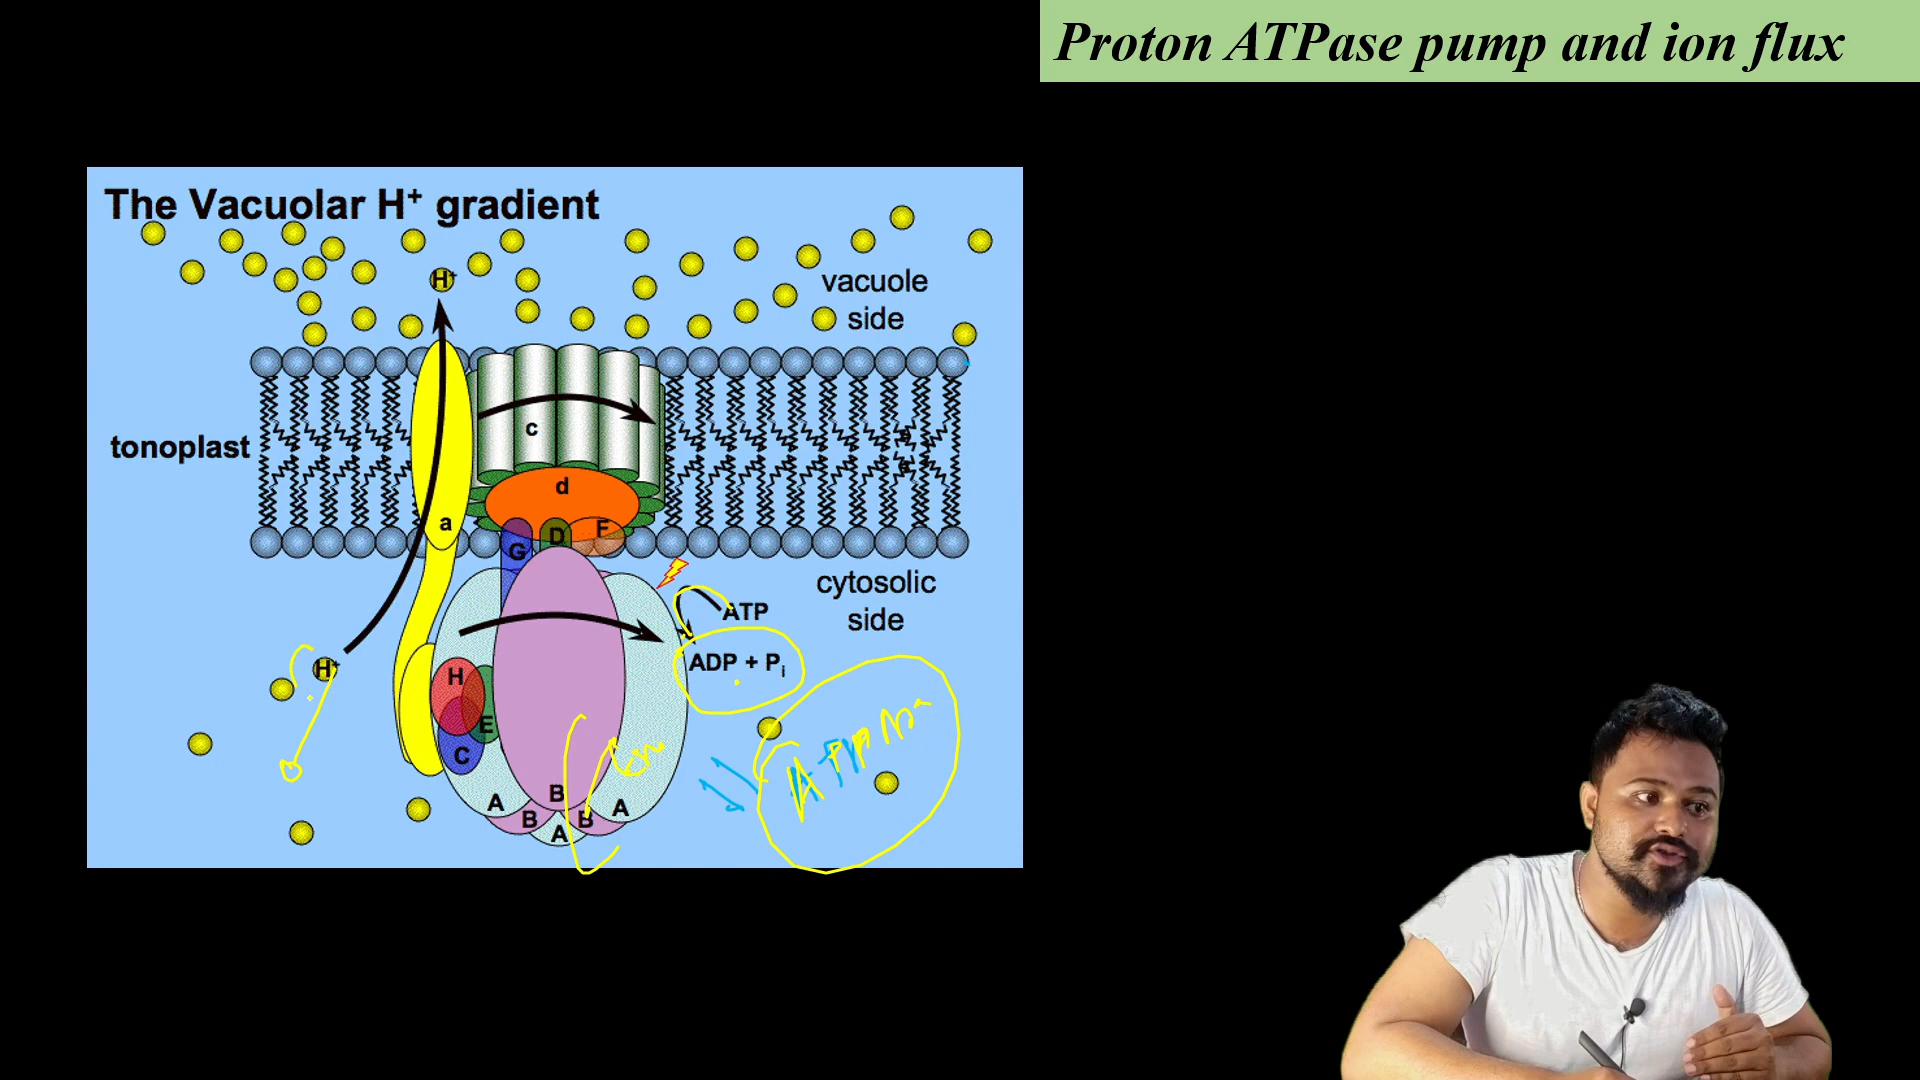 Proton ATPase pump and ion flux
The Vacuolar H⁺ gradient
H⁺
vacuole
side
c
tonoplast
d
a
F
D
G
cytosolic
side
ATP
H⁺
ADP + Pi
H
E
C
B
A
A
B
B
A